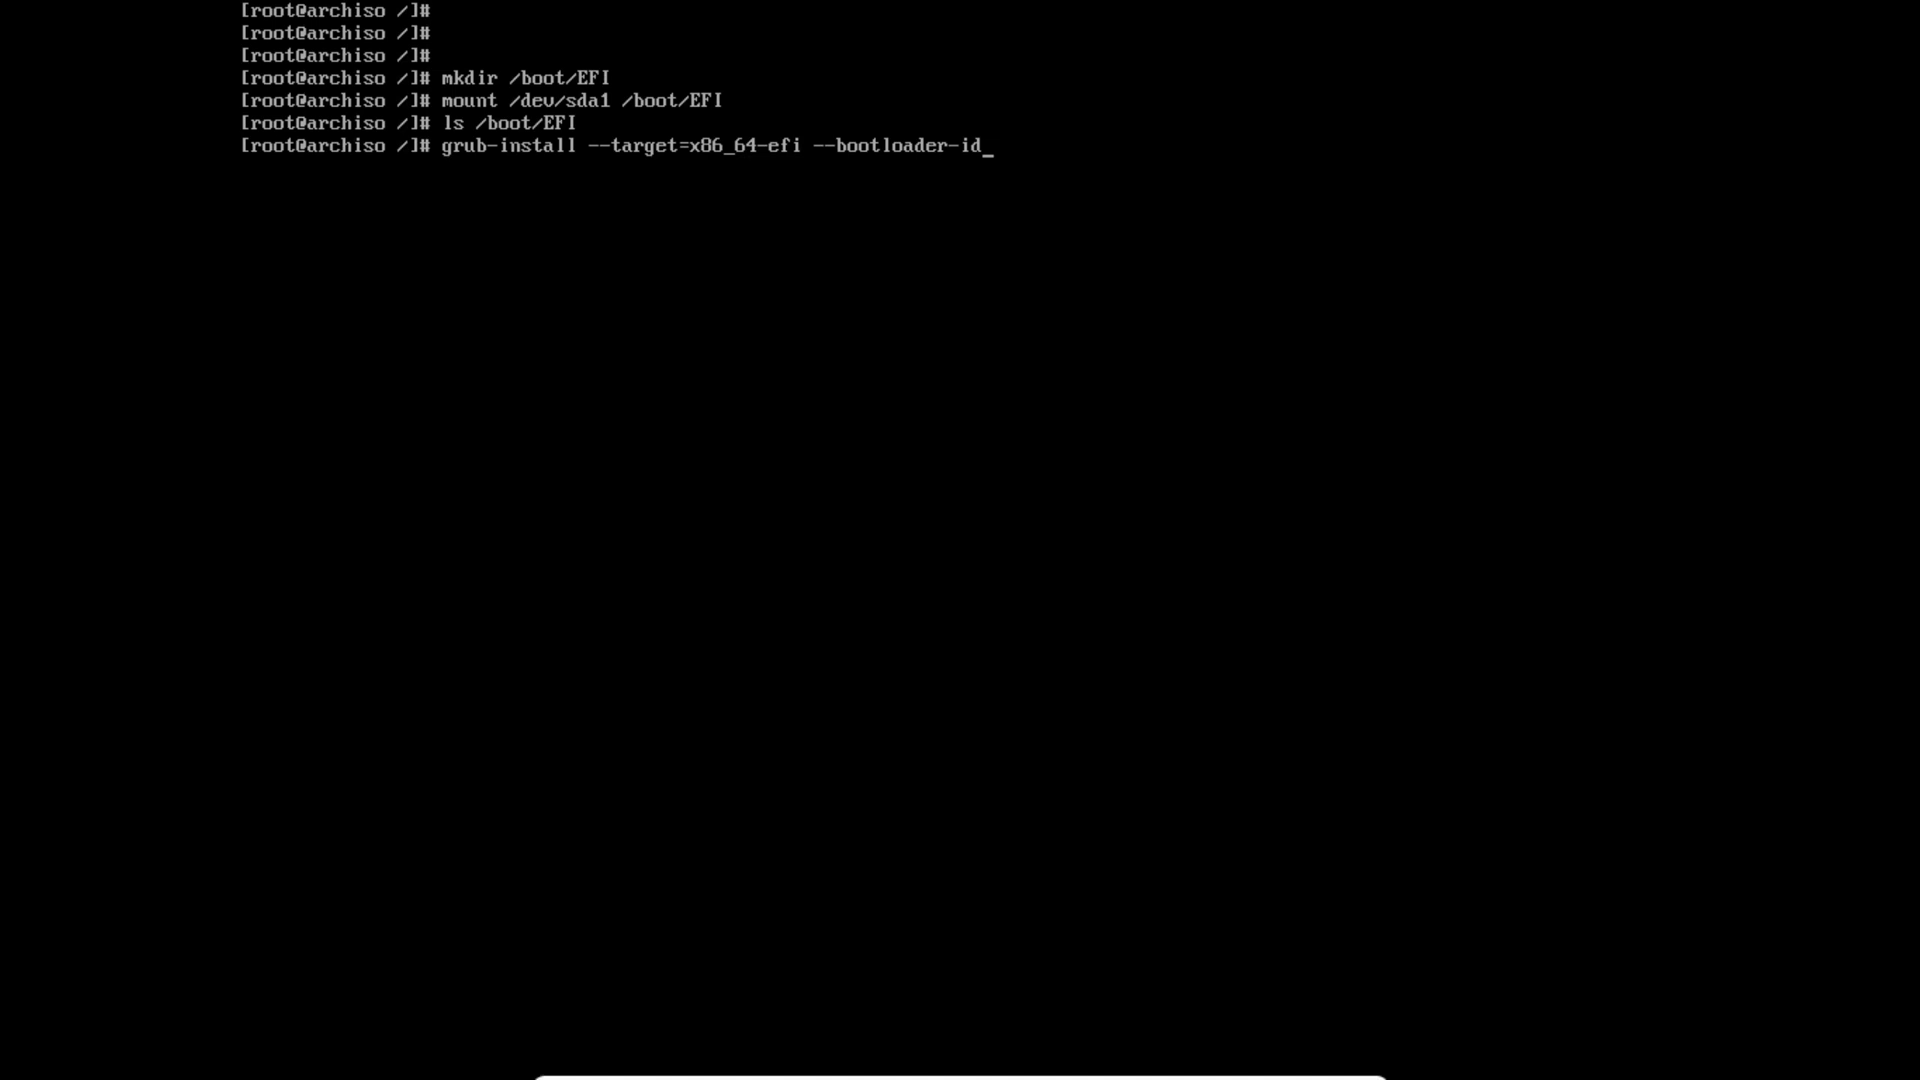 [root@archiso /]#
[root@archiso /]#
[root@archiso /]#
[root@archiso /]# mkdir /boot/EFI
[root@archiso /]# mount /dev/sda1 /boot/EFI
[root@archiso /]# ls /boot/EFI
[root@archiso /]# grub-install --target=x86_64-efi --bootloader-id_